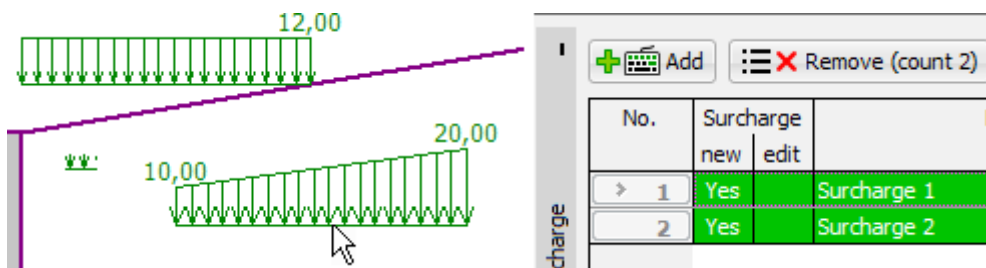 12,00
20,00
10,00
Add
Remove (count 2)
No.
Surcharge
new
edit
1
Yes
Surcharge 1
2
Yes
Surcharge 2